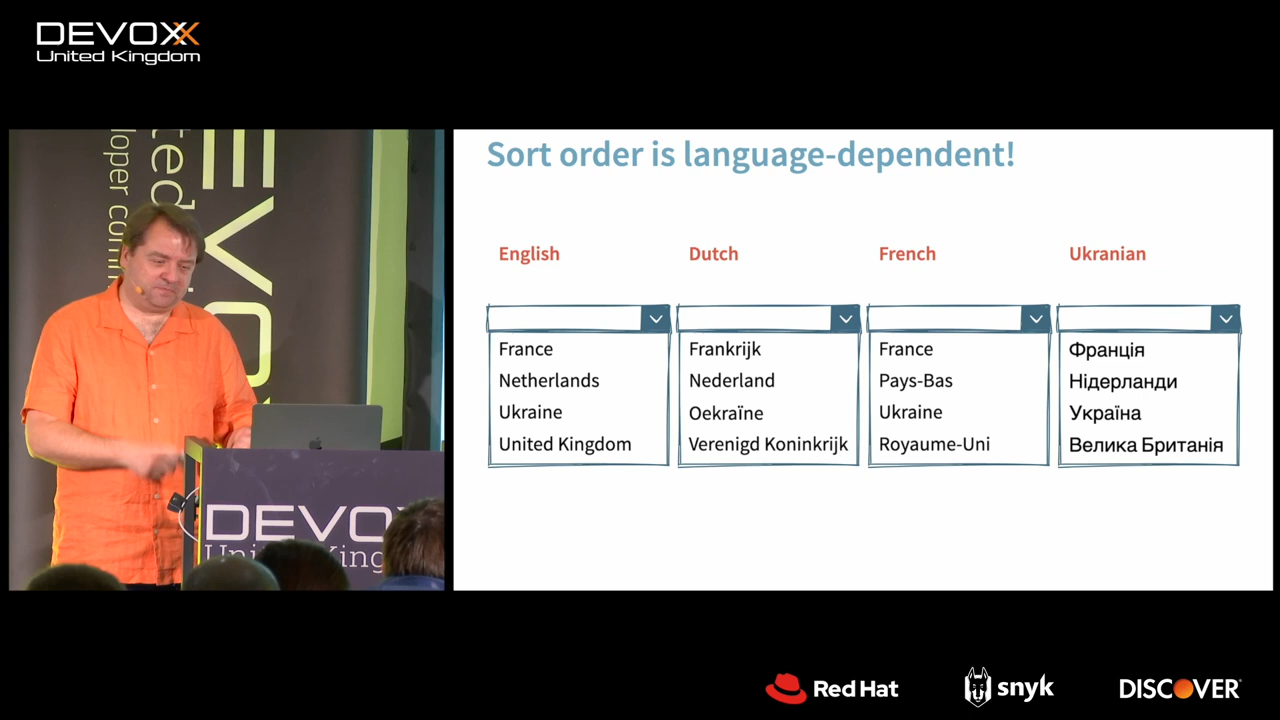 DEVOXX
United Kingdom
DEVOX
United King
Sort order is language-dependent!
English
France
Netherlands
Ukraine
United Kingdom
Dutch
Frankrijk
Nederland
Oekraïne
Verenigd Koninkrijk
French
France
Pays-Bas
Ukraine
Royaume-Uni
Ukranian
Франція
Нідерланди
Україна
Велика Британія
Red Hat
snyk
DISCOVER